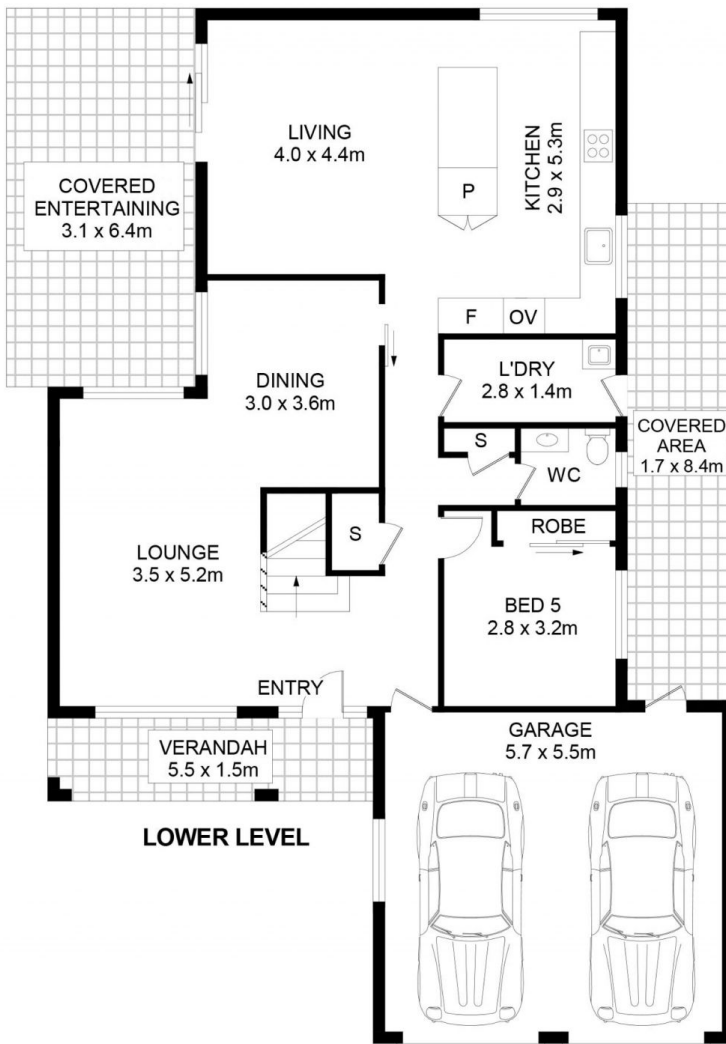 LIVING
4.0 x 4.4m
KITCHEN
2.9 x 5.3m
P
COVERED
ENTERTAINING
3.1 x 6.4m
F
OV
DINING
3.0 x 3.6m
L'DRY
2.8 x 1.4m
S
WC
COVERED
AREA
1.7 x 8.4m
LOUNGE
3.5 x 5.2m
S
ROBE
BED 5
2.8 x 3.2m
ENTRY
VERANDAH
5.5 x 1.5m
GARAGE
5.7 x 5.5m
LOWER LEVEL